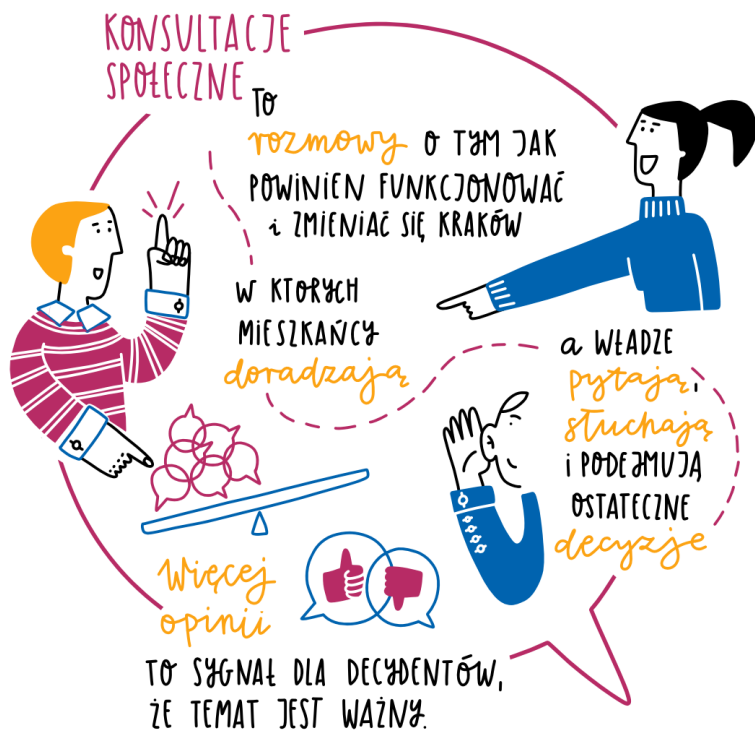 KONSULTACJE
SPOŁECZNE
TO
rozmowy O TYM JAK
POWINIEN FUNKCJONOWAĆ
i ZMIENIAĆ SIĘ KRAKÓW
W KTORYCH
MIESZKAŃCY
doradzają
a WŁADZE
pytają,
słuchają
i PODEJMUJĄ
OSTATECZNE
decyzje
Więcej
opinii
TO SYGNAŁ DLA DECYDENTÓW,
ŻE TEMAT JEST WAŻNY.